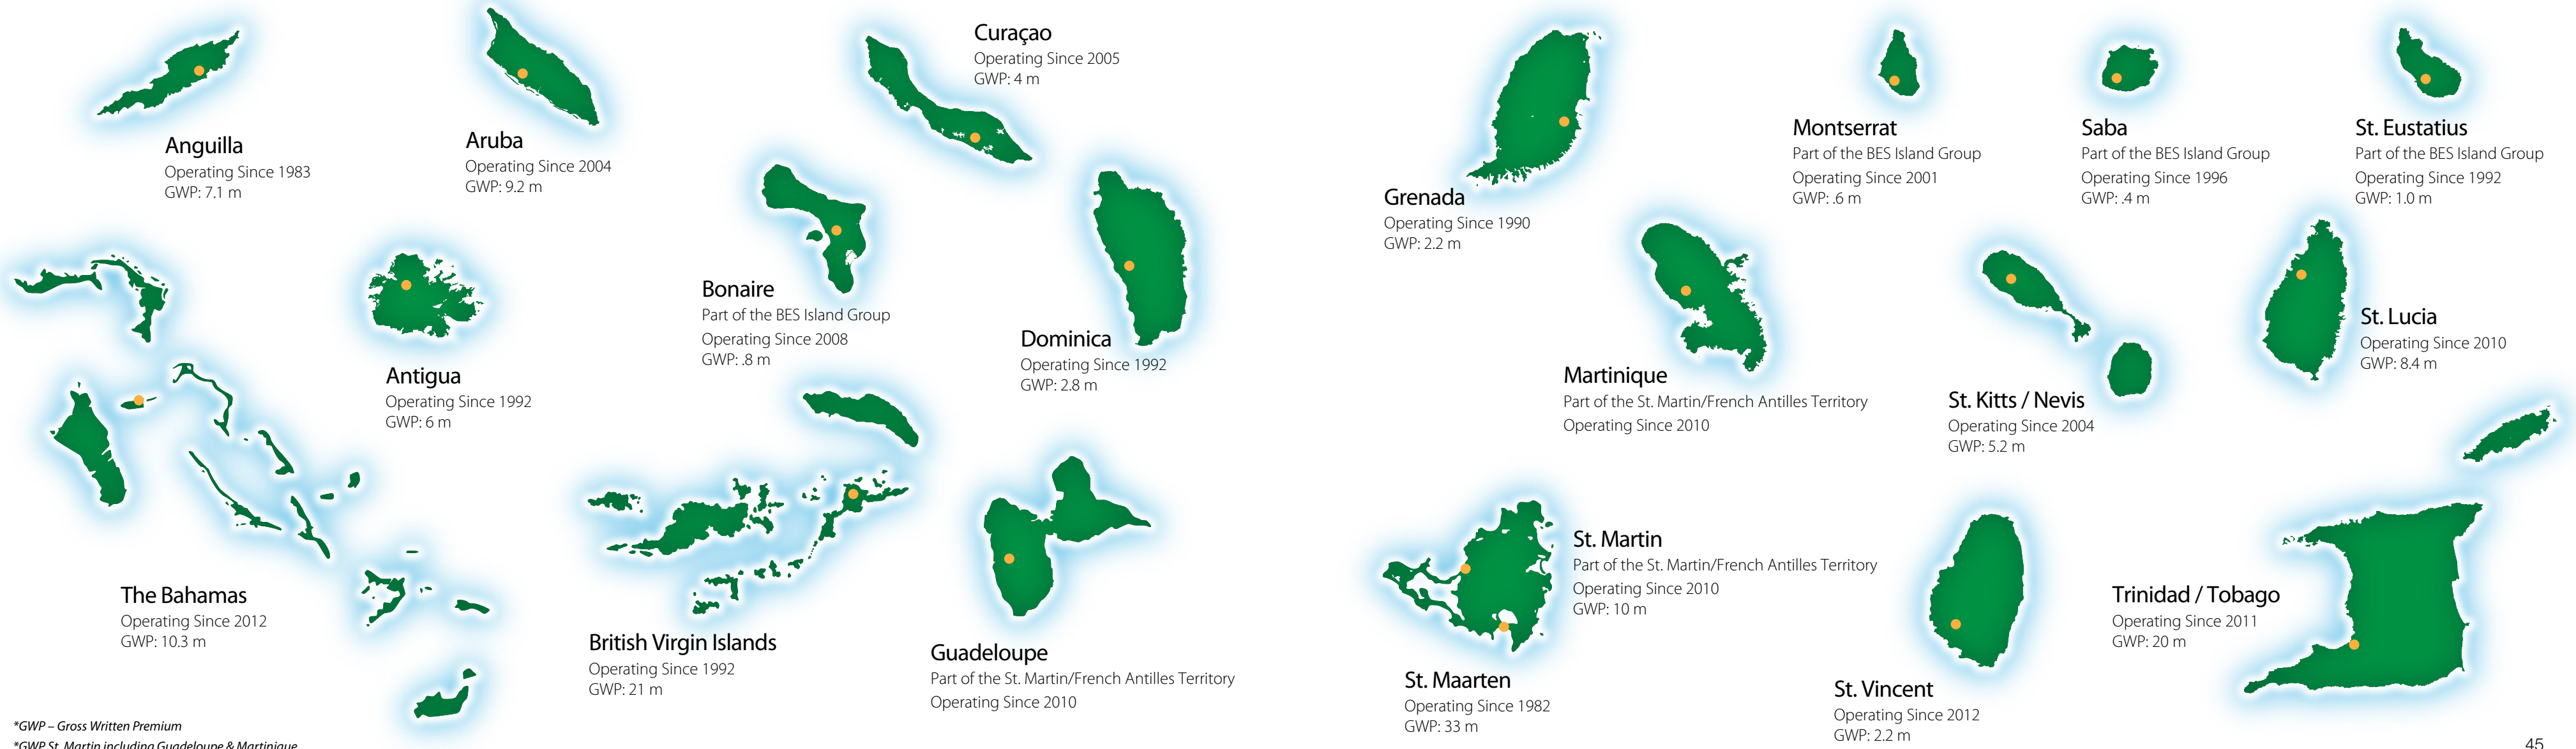 Anguilla
Operating Since 1983
GWP: 7.1 m
Aruba
Operating Since 2004
GWP: 9.2 m
Curaçao
Operating Since 2005
GWP: 4 m
Antigua
Operating Since 1992
GWP: 6 m
Bonaire
Part of the BES Island Group
Operating Since 2008
GWP: .8 m
Dominica
Operating Since 1992
GWP: 2.8 m
The Bahamas
Operating Since 2012
GWP: 10.3 m
British Virgin Islands
Operating Since 1992
GWP: 21 m
Guadeloupe
Part of the St. Martin/French Antilles Territory
Operating Since 2010
*GWP – Gross Written Premium
*GWP St. Martin including Guadeloupe & Martinique
Grenada
Operating Since 1990
GWP: 2.2 m
Montserrat
Part of the BES Island Group
Operating Since 2001
GWP: .6 m
Saba
Part of the BES Island Group
Operating Since 1996
GWP: .4 m
St. Eustatius
Part of the BES Island Group
Operating Since 1992
GWP: 1.0 m
Martinique
Part of the St. Martin/French Antilles Territory
Operating Since 2010
St. Kitts / Nevis
Operating Since 2004
GWP: 5.2 m
St. Lucia
Operating Since 2010
GWP: 8.4 m
St. Martin
Part of the St. Martin/French Antilles Territory
Operating Since 2010
GWP: 10 m
St. Maarten
Operating Since 1982
GWP: 33 m
St. Vincent
Operating Since 2012
GWP: 2.2 m
Trinidad / Tobago
Operating Since 2011
GWP: 20 m
45